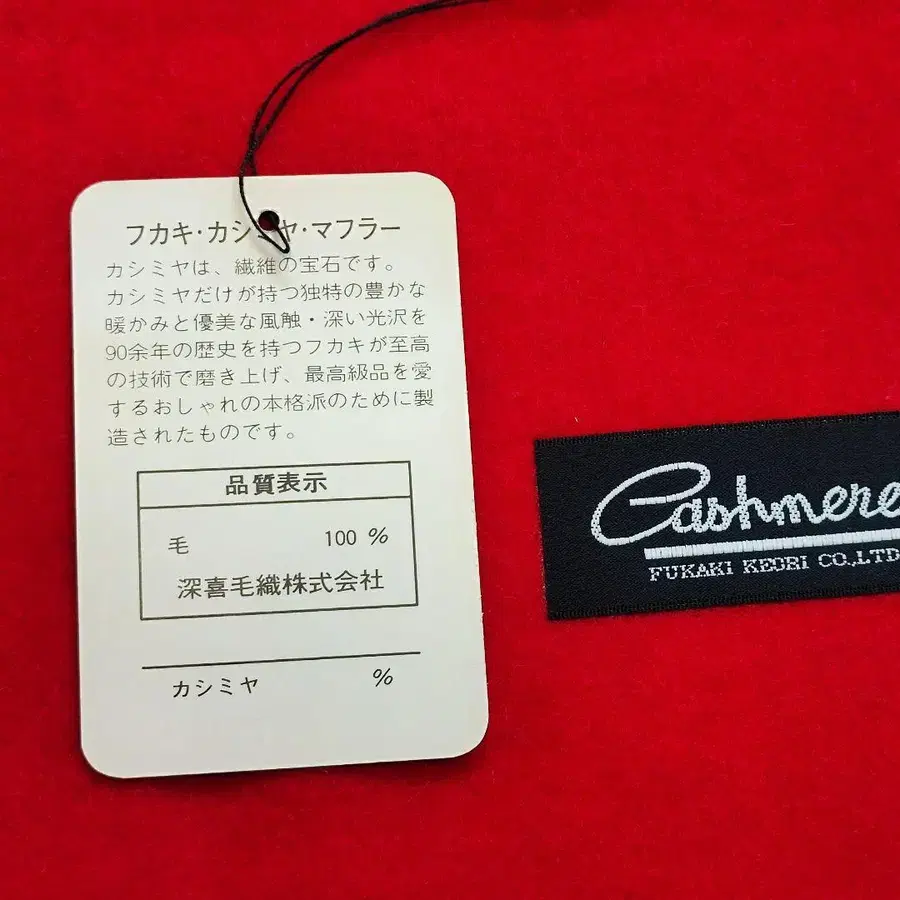 フカキ・カシミヤ・マフラー
カシミヤは、繊維の宝石です。
カシミヤだけが持つ独特の豊かな
暖かみと優美な風触・深い光沢を
90余年の歴史を持つフカキが至高
の技術で磨き上げ、最高級品を愛
するおしゃれの本格派のために製
造されたものです。
品質表示
毛 100 %
深喜毛織株式会社
カシミヤ %
Cashmere
FUKAKI KEORI CO.,LTD